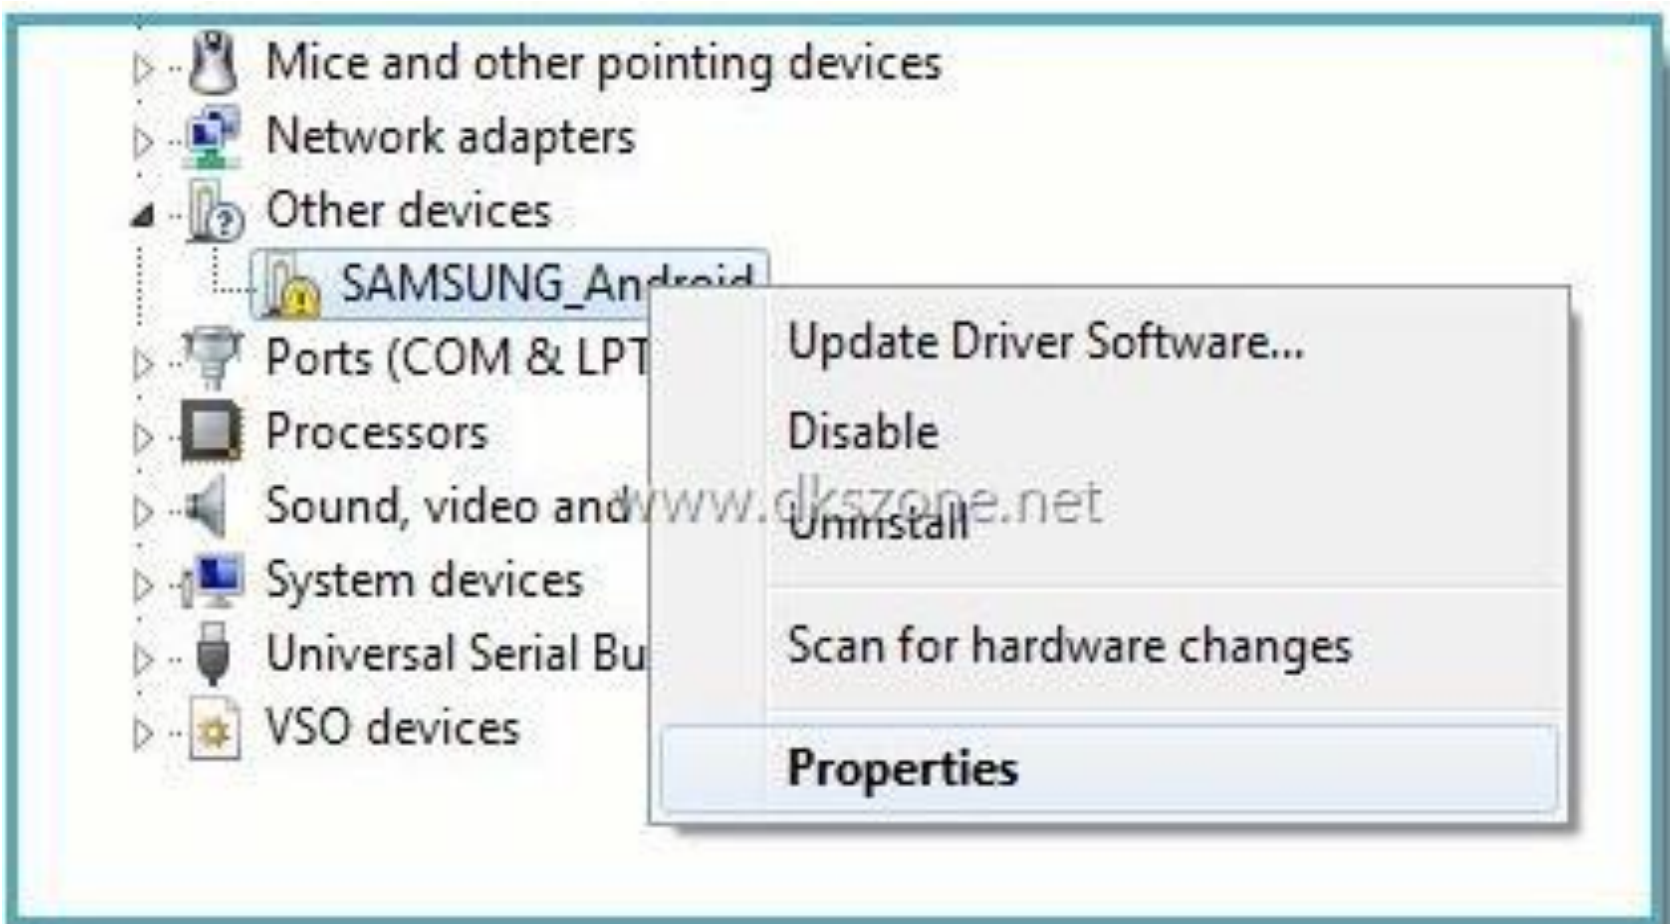 Mice and other pointing devices
Network adapters
Other devices
SAMSUNG_Android
Ports (COM & LPT
Processors
Sound, video and
System devices
Universal Serial Bu
VSO devices
Update Driver Software...
Disable
Uninstall
Scan for hardware changes
Properties
www.dkszone.net